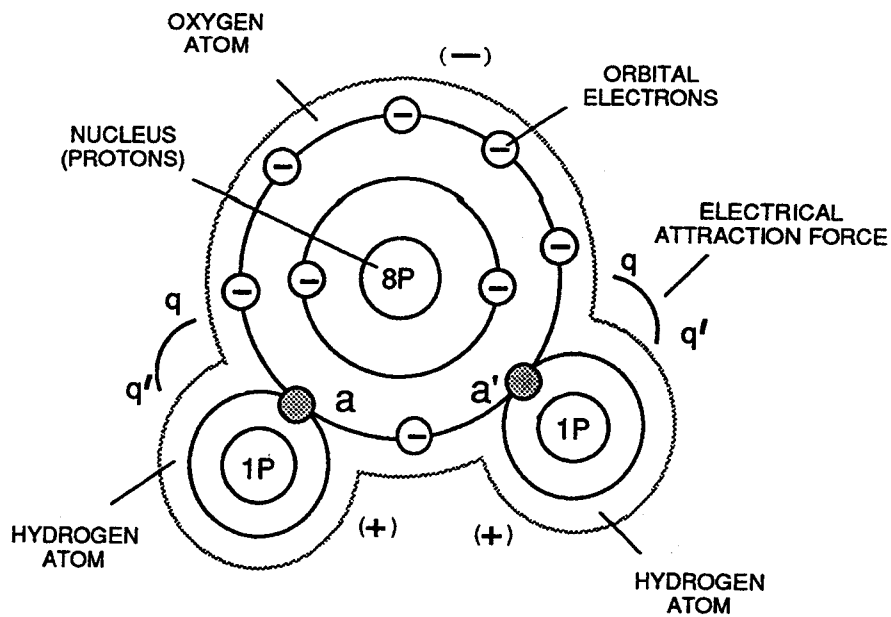 OXYGEN
ATOM
(−)
ORBITAL
ELECTRONS
NUCLEUS
(PROTONS)
−
−
−
−
−
−
−
−
8P
ELECTRICAL
ATTRACTION FORCE
q
q'
q
q'
a
a'
1P
1P
(+)
(+)
HYDROGEN
ATOM
HYDROGEN
ATOM